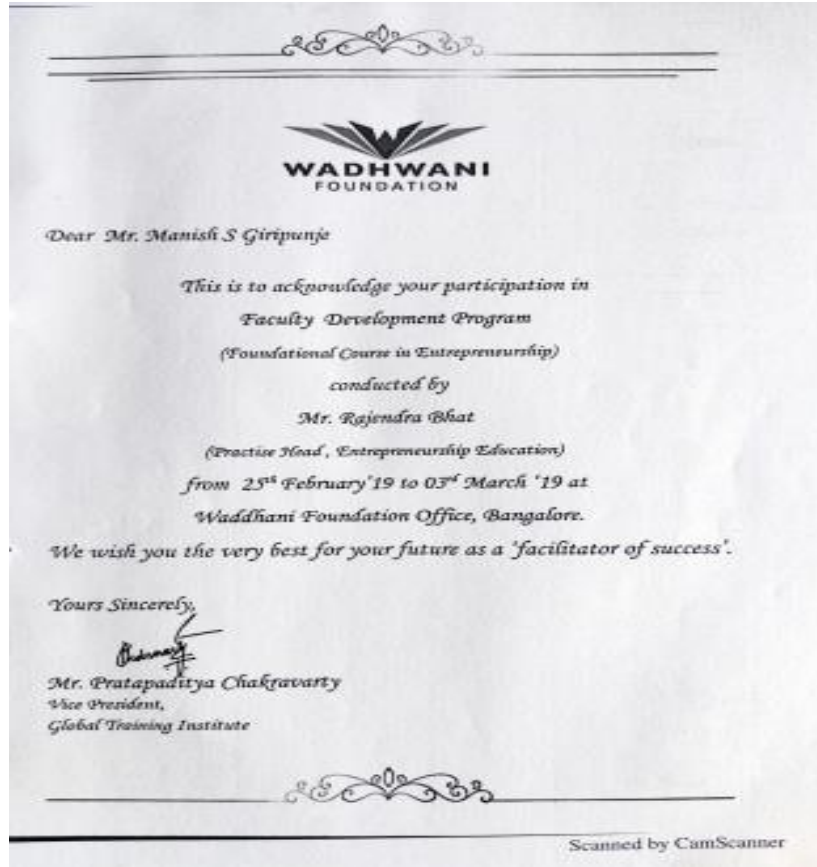 WADHWANI
FOUNDATION
Dear Mr. Manish S Giripunje
This is to acknowledge your participation in
Faculty Development Program
(Foundational Course in Entrepreneurship)
conducted by
Mr. Rajendra Bhat
(Practise Head, Entrepreneurship Education)
from 25th February'19 to 03rd March '19 at
Waddhani Foundation Office, Bangalore.
We wish you the very best for your future as a 'facilitator of success'.
Yours Sincerely,
Mr. Pratapaditya Chakravarty
Vice President,
Global Training Institute
Scanned by CamScanner